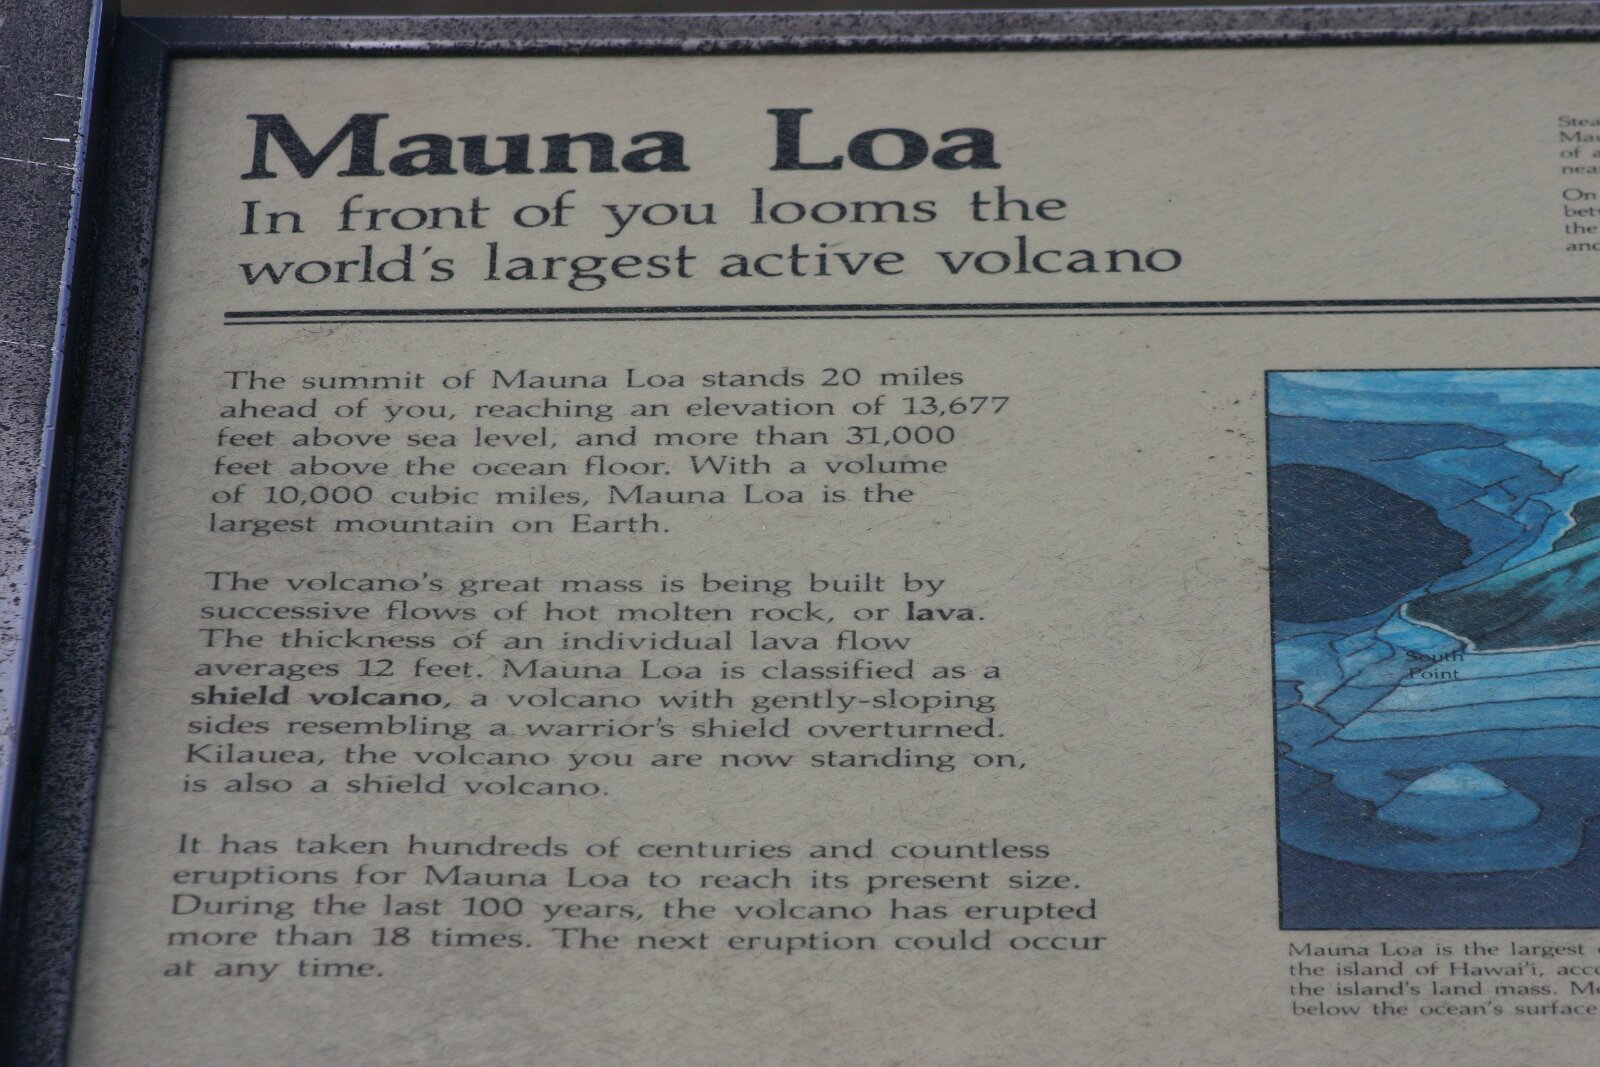 Mauna Loa
In front of you looms the
world's largest active volcano
The summit of Mauna Loa stands 20 miles
ahead of you, reaching an elevation of 13,677
feet above sea level, and more than 31,000
feet above the ocean floor. With a volume
of 10,000 cubic miles, Mauna Loa is the
largest mountain on Earth.
The volcano's great mass is being built by
successive flows of hot molten rock, or lava.
The thickness of an individual lava flow
averages 12 feet. Mauna Loa is classified as a
shield volcano, a volcano with gently-sloping
sides resembling a warrior's shield overturned.
Kilauea, the volcano you are now standing on,
is also a shield volcano.
It has taken hundreds of centuries and countless
eruptions for Mauna Loa to reach its present size.
During the last 100 years, the volcano has erupted
more than 18 times. The next eruption could occur
at any time.
of
On
the
South
Point
Mauna Loa is the largest
the island of Hawai'i,
the island's land mass.
below the ocean's surface